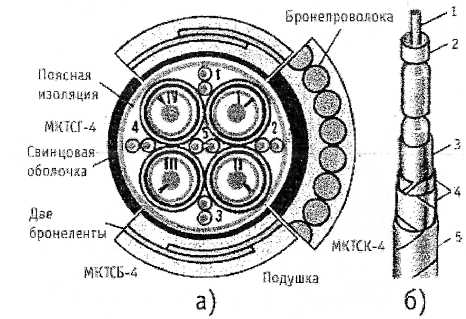 Бронепроволока
Поясная
изоляция
МКТСГ-4
Свинцовая
оболочка
Две
бронеленты
МКТСБ-4
Подушка
МКТСК-4
1
IV
I
4
5
2
III
II
3
а)
1
2
3
4
5
б)